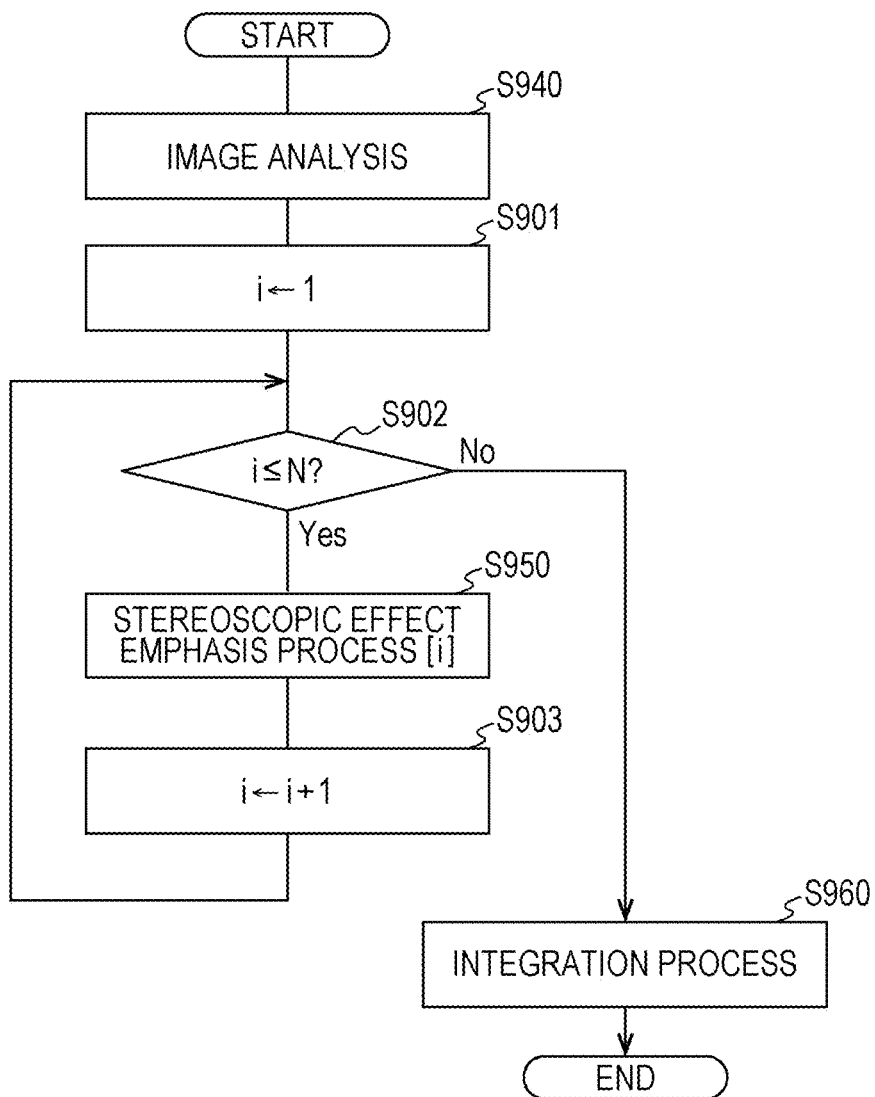 START
S940
IMAGE ANALYSIS
S901
i←1
S902
i≤N?
No
Yes
S950
STEREOSCOPIC EFFECT
EMPHASIS PROCESS [i]
S903
i←i+1
S960
INTEGRATION PROCESS
END